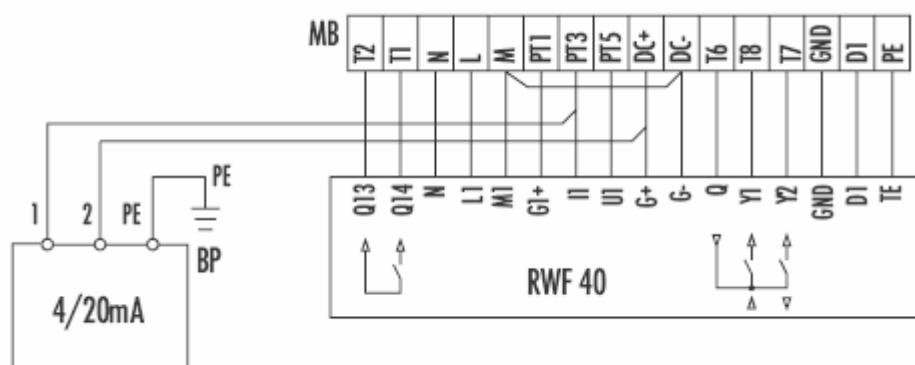 MB T2 T1 N L M PT1 PT3 PT5 DC+ DC- T6 T8 T7 GND D1 PE
1 2 PE PE
BP
4/20mA
Q13 Q14 N L1 M1 G1+ I1 U1 G+ G- Q Y1 Y2 GND D1 TE
RWF 40